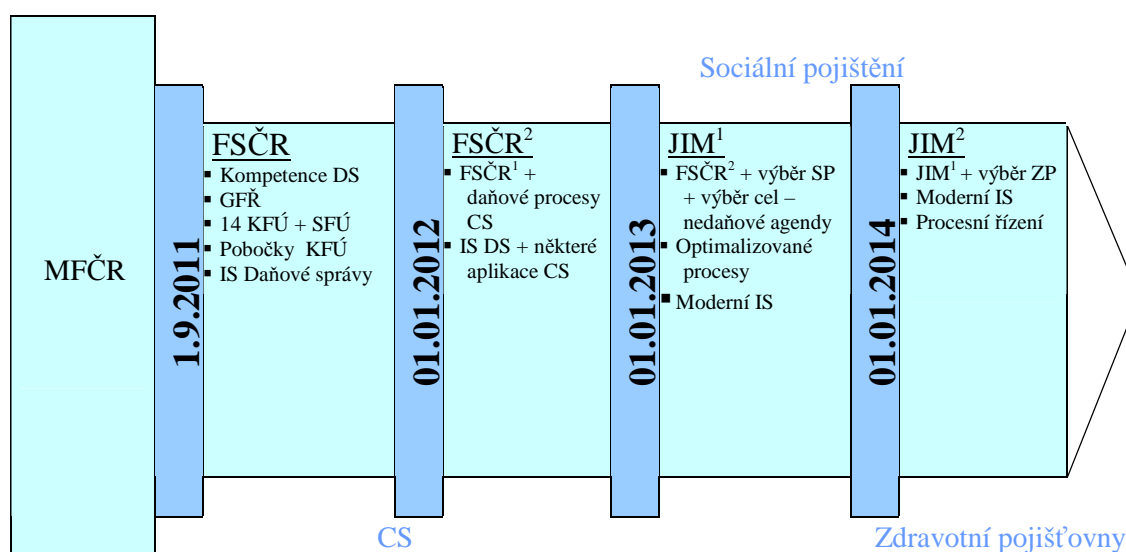 Sociální pojištění
MFČR
1.9.2011
FSČR
▪ Kompetence DS
▪ GFŘ
▪ 14 KFÚ + SFÚ
▪ Pobočky KFÚ
▪ IS Daňové správy
01.01.2012
FSČR²
▪ FSČR¹ +
daňové procesy
CS
▪ IS DS + některé
aplikace CS
01.01.2013
JIM¹
▪ FSČR² + výběr SP
+ výběr cel –
nedaňové agendy
▪ Optimalizované
procesy
▪ Moderní IS
01.01.2014
JIM²
▪ JIM¹ + výběr ZP
▪ Moderní IS
▪ Procesní řízení
CS
Zdravotní pojišťovny